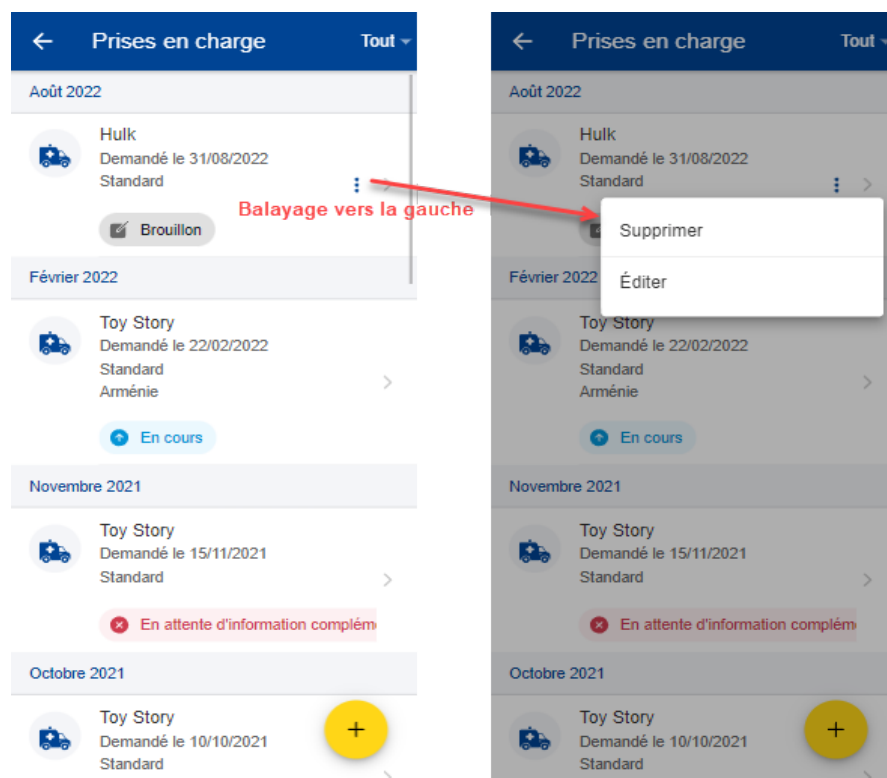 Prises en charge
Tout
Août 2022
Hulk
Demandé le 31/08/2022
Standard
Brouillon
Février 2022
Toy Story
Demandé le 22/02/2022
Standard
Arménie
En cours
Novembre 2021
Toy Story
Demandé le 15/11/2021
Standard
En attente d'information complém
Octobre 2021
Toy Story
Demandé le 10/10/2021
Standard
Balayage vers la gauche
Prises en charge
Tout
Août 2022
Hulk
Demandé le 31/08/2022
Standard
Supprimer
Éditer
Février 2022
Toy Story
Demandé le 22/02/2022
Standard
Arménie
En cours
Novembre 2021
Toy Story
Demandé le 15/11/2021
Standard
En attente d'information complém
Octobre 2021
Toy Story
Demandé le 10/10/2021
Standard